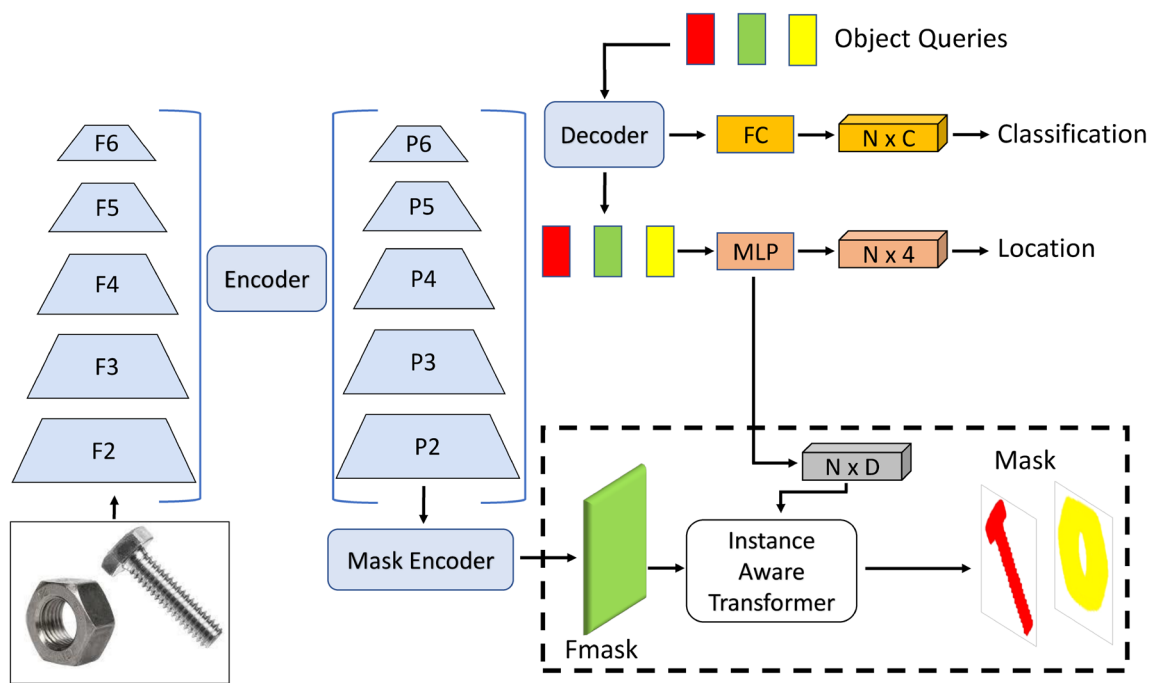 Object Queries
F6
P6
Decoder
FC
N x C
Classification
F5
P5
MLP
N x 4
Location
F4
Encoder
P4
F3
P3
F2
P2
N x D
Mask
Mask Encoder
Instance
Aware
Transformer
Fmask